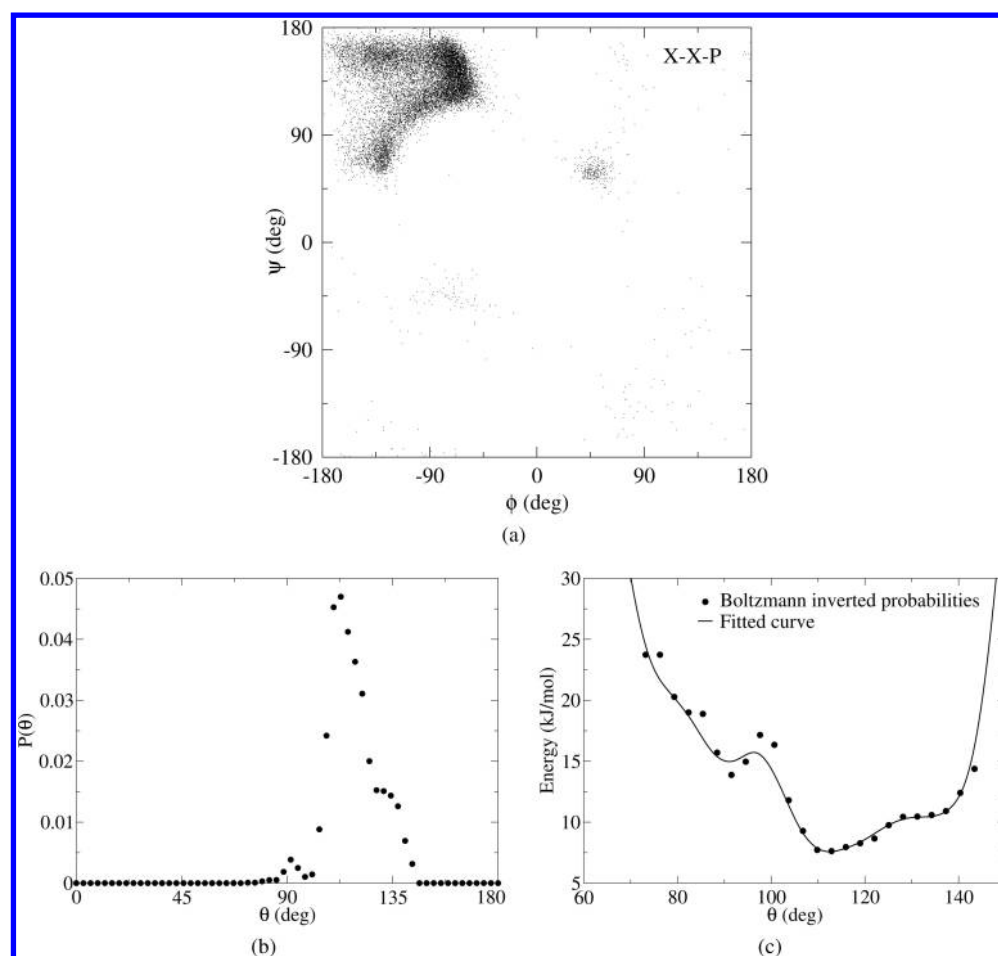 180
X-X-P
90
ψ (deg)
0
-90
-180
-180 -90 0 90 180
ϕ (deg)
(a)
0.05
0.04
0.03
P(θ)
0.02
0.01
0
0 45 90 135 180
θ (deg)
(b)
30
• Boltzmann inverted probabilities
— Fitted curve
25
20
Energy (kJ/mol)
15
10
5
60 80 100 120 140
θ (deg)
(c)